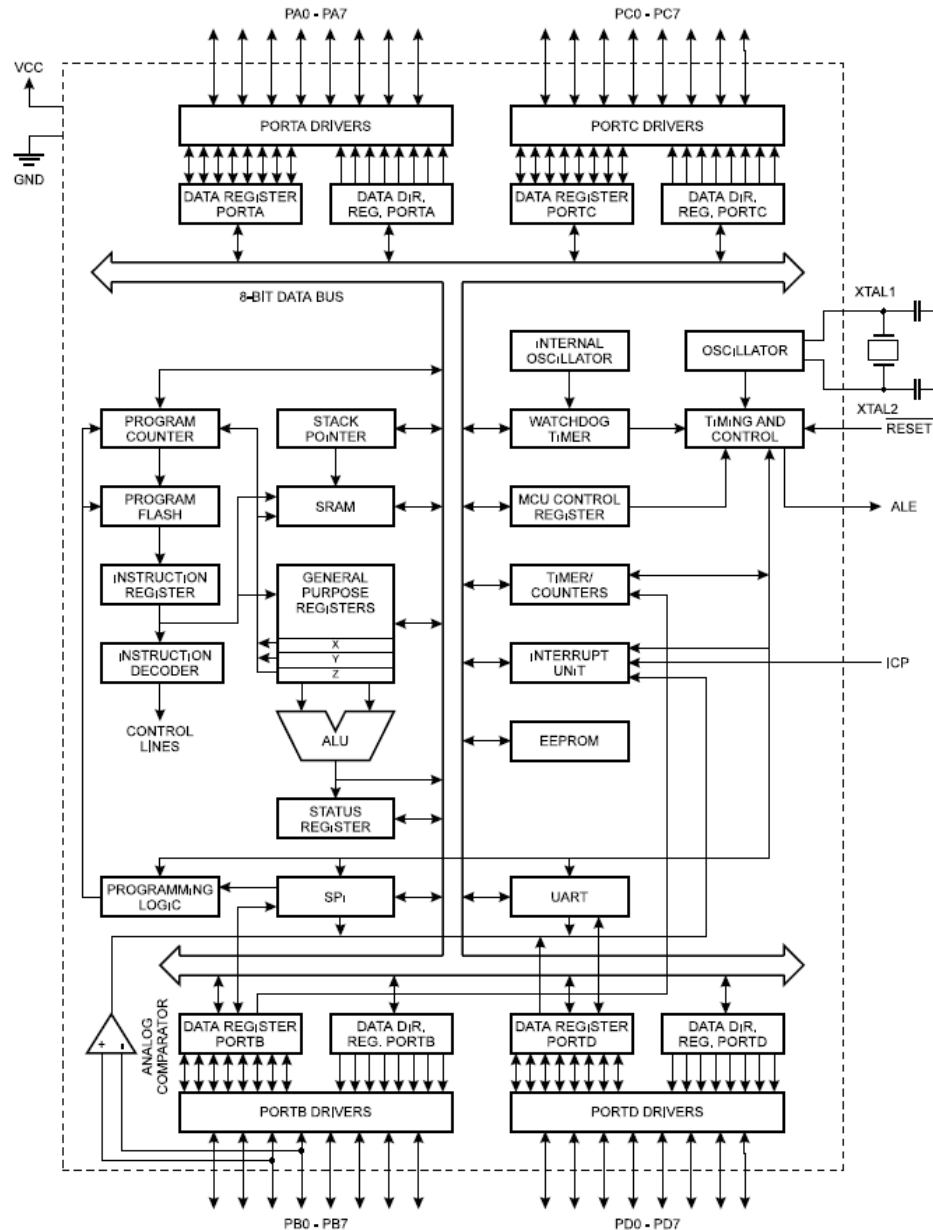 PA0 - PA7
PC0 - PC7
VCC
GND
PORTA DRIVERS
PORTC DRIVERS
DATA REGISTER
PORTA
DATA DIR,
REG, PORTA
DATA REGISTER
PORTC
DATA DIR,
REG, PORTC
8-BIT DATA BUS
XTAL1
INTERNAL
OSCILLATOR
OSCILLATOR
XTAL2
PROGRAM
COUNTER
STACK
POINTER
WATCHDOG
TIMER
TIMING AND
CONTROL
RESET
PROGRAM
FLASH
SRAM
MCU CONTROL
REGISTER
ALE
INSTRUCTION
REGISTER
GENERAL
PURPOSE
REGISTERS
X
Y
Z
TIMER/
COUNTERS
INSTRUCTION
DECODER
INTERRUPT
UNIT
ICP
CONTROL
LINES
ALU
EEPROM
STATUS
REGISTER
PROGRAMMING
LOGIC
SPI
UART
ANALOG
COMPARATOR
+
-
DATA REGISTER
PORTB
DATA DIR,
REG. PORTB
DATA REGISTER
PORTD
DATA DIR,
REG. PORTD
PORTB DRIVERS
PORTD DRIVERS
PB0 - PB7
PD0 - PD7